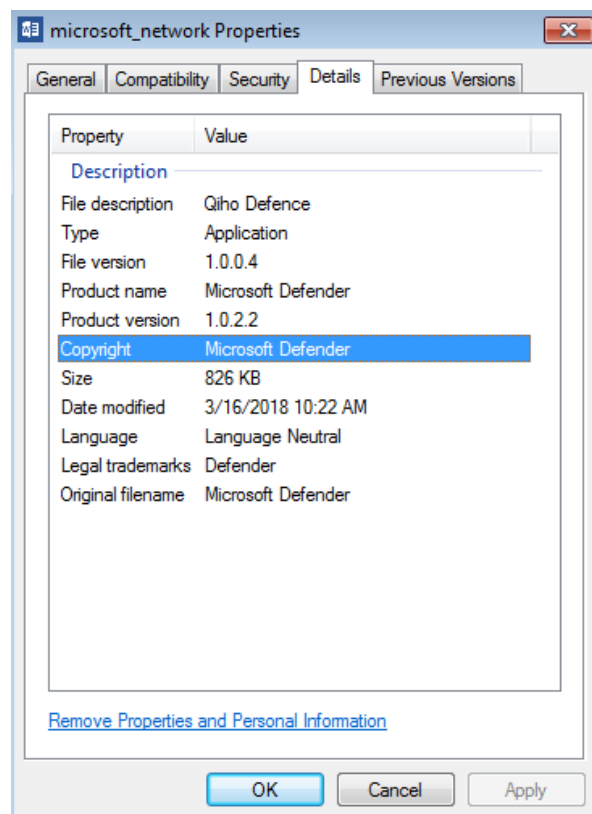 microsoft_network Properties
General Compatibility Security Details Previous Versions
Property Value
Description
File description Qiho Defence
Type Application
File version 1.0.0.4
Product name Microsoft Defender
Product version 1.0.2.2
Copyright Microsoft Defender
Size 826 KB
Date modified 3/16/2018 10:22 AM
Language Language Neutral
Legal trademarks Defender
Original filename Microsoft Defender
Remove Properties and Personal Information
OK Cancel Apply